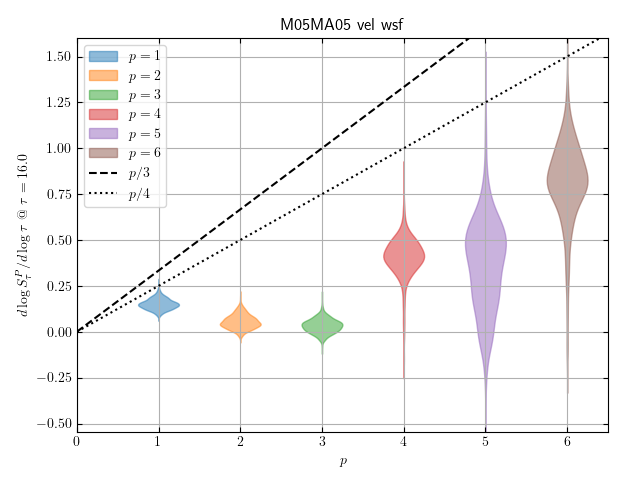 M05MA05 vel wsf
d log S_τ^P / d log τ @ τ = 16.0
1.50
1.25
1.00
0.75
0.50
0.25
0.00
−0.25
−0.50
p = 1
p = 2
p = 3
p = 4
p = 5
p = 6
p/3
p/4
0 1 2 3 4 5 6
p